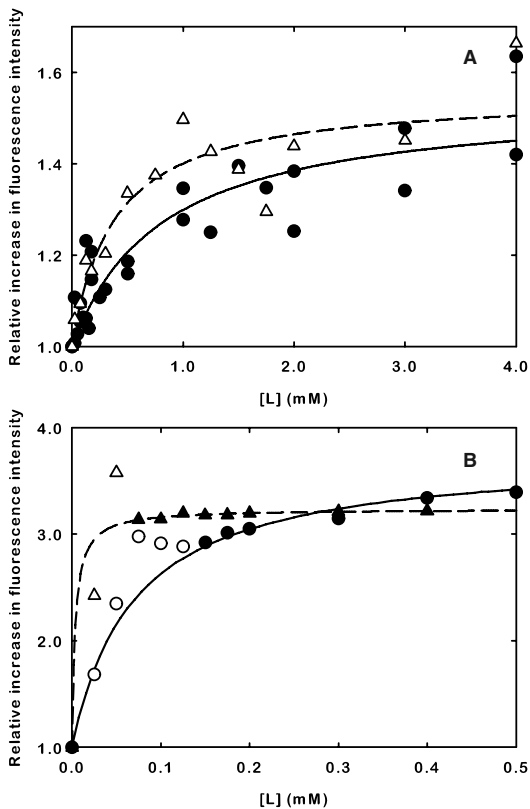 Relative increase in fluorescence intensity
A
1.6
1.4
1.2
1.0
0.0 1.0 2.0 3.0 4.0
[L] (mM)
Relative increase in fluorescence intensity
4.0
B
3.0
2.0
1.0
0.0 0.1 0.2 0.3 0.4 0.5
[L] (mM)